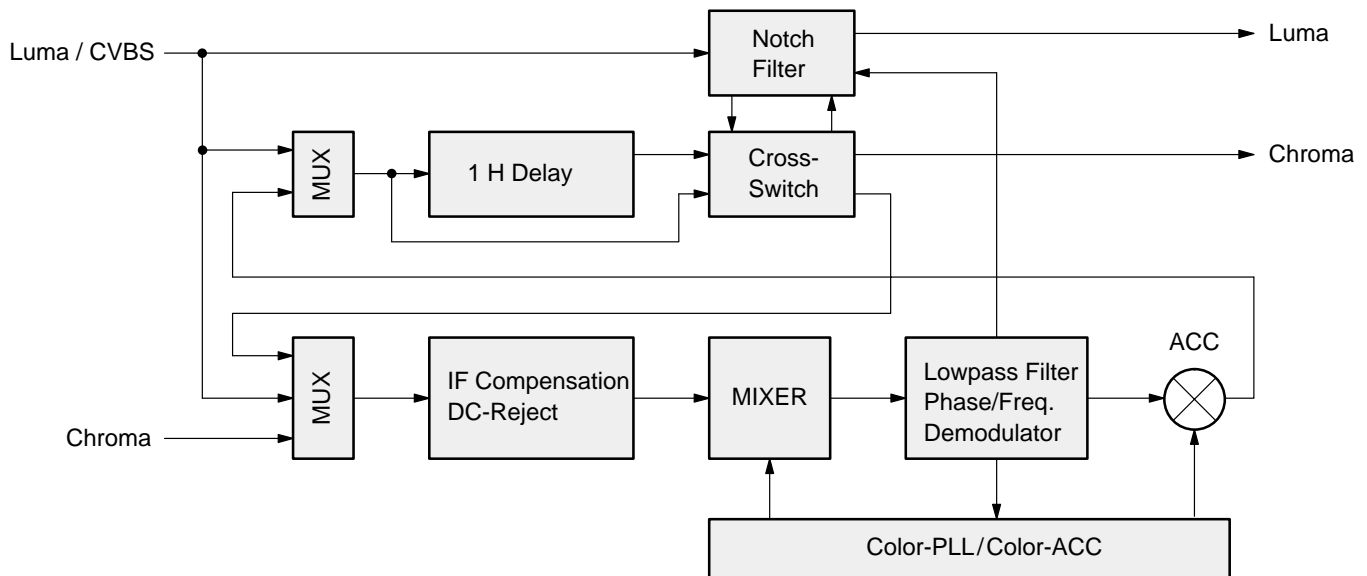 Notch
Filter
Luma
Luma / CVBS
MUX
1 H Delay
Cross-
Switch
Chroma
ACC
MUX
IF Compensation
DC-Reject
MIXER
Lowpass Filter
Phase/Freq.
Demodulator
Chroma
Color-PLL/Color-ACC